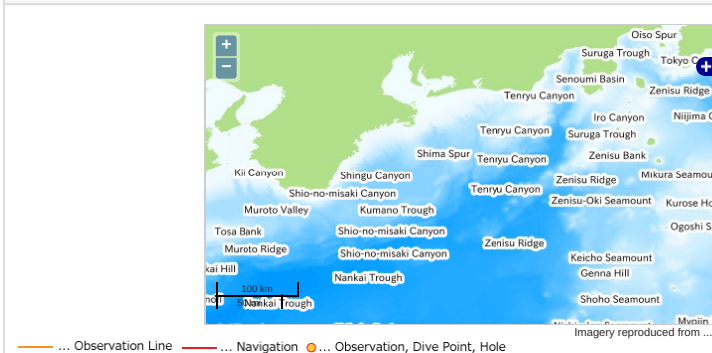 +
−
Oiso Spur
Suruga Trough
Tokyo C
+
Senoumi Basin
Zenisu Ridge
Tenryu Canyon
Iro Canyon
Niijima C
Tenryu Canyon
Suruga Trough
Shima Spur
Tenryu Canyon
Zenisu Bank
Kii Canyon
Shingu Canyon
Zenisu Ridge
Mikura Seamou
Shio-no-misaki Canyon
Tenryu Canyon
Zenisu-Oki Seamount
Kurose Ho
Muroto Valley
Kumano Trough
Tosa Bank
Shio-no-misaki Canyon
Ogoshi S
Muroto Ridge
Shio-no-misaki Canyon
Zenisu Ridge
Keicho Seamount
kai Hill
Nankai Trough
Genna Hill
100 km
Nankai Trough
Shoho Seamount
Myojin
Imagery reproduced from ...
... Observation Line
... Navigation
... Observation, Dive Point, Hole